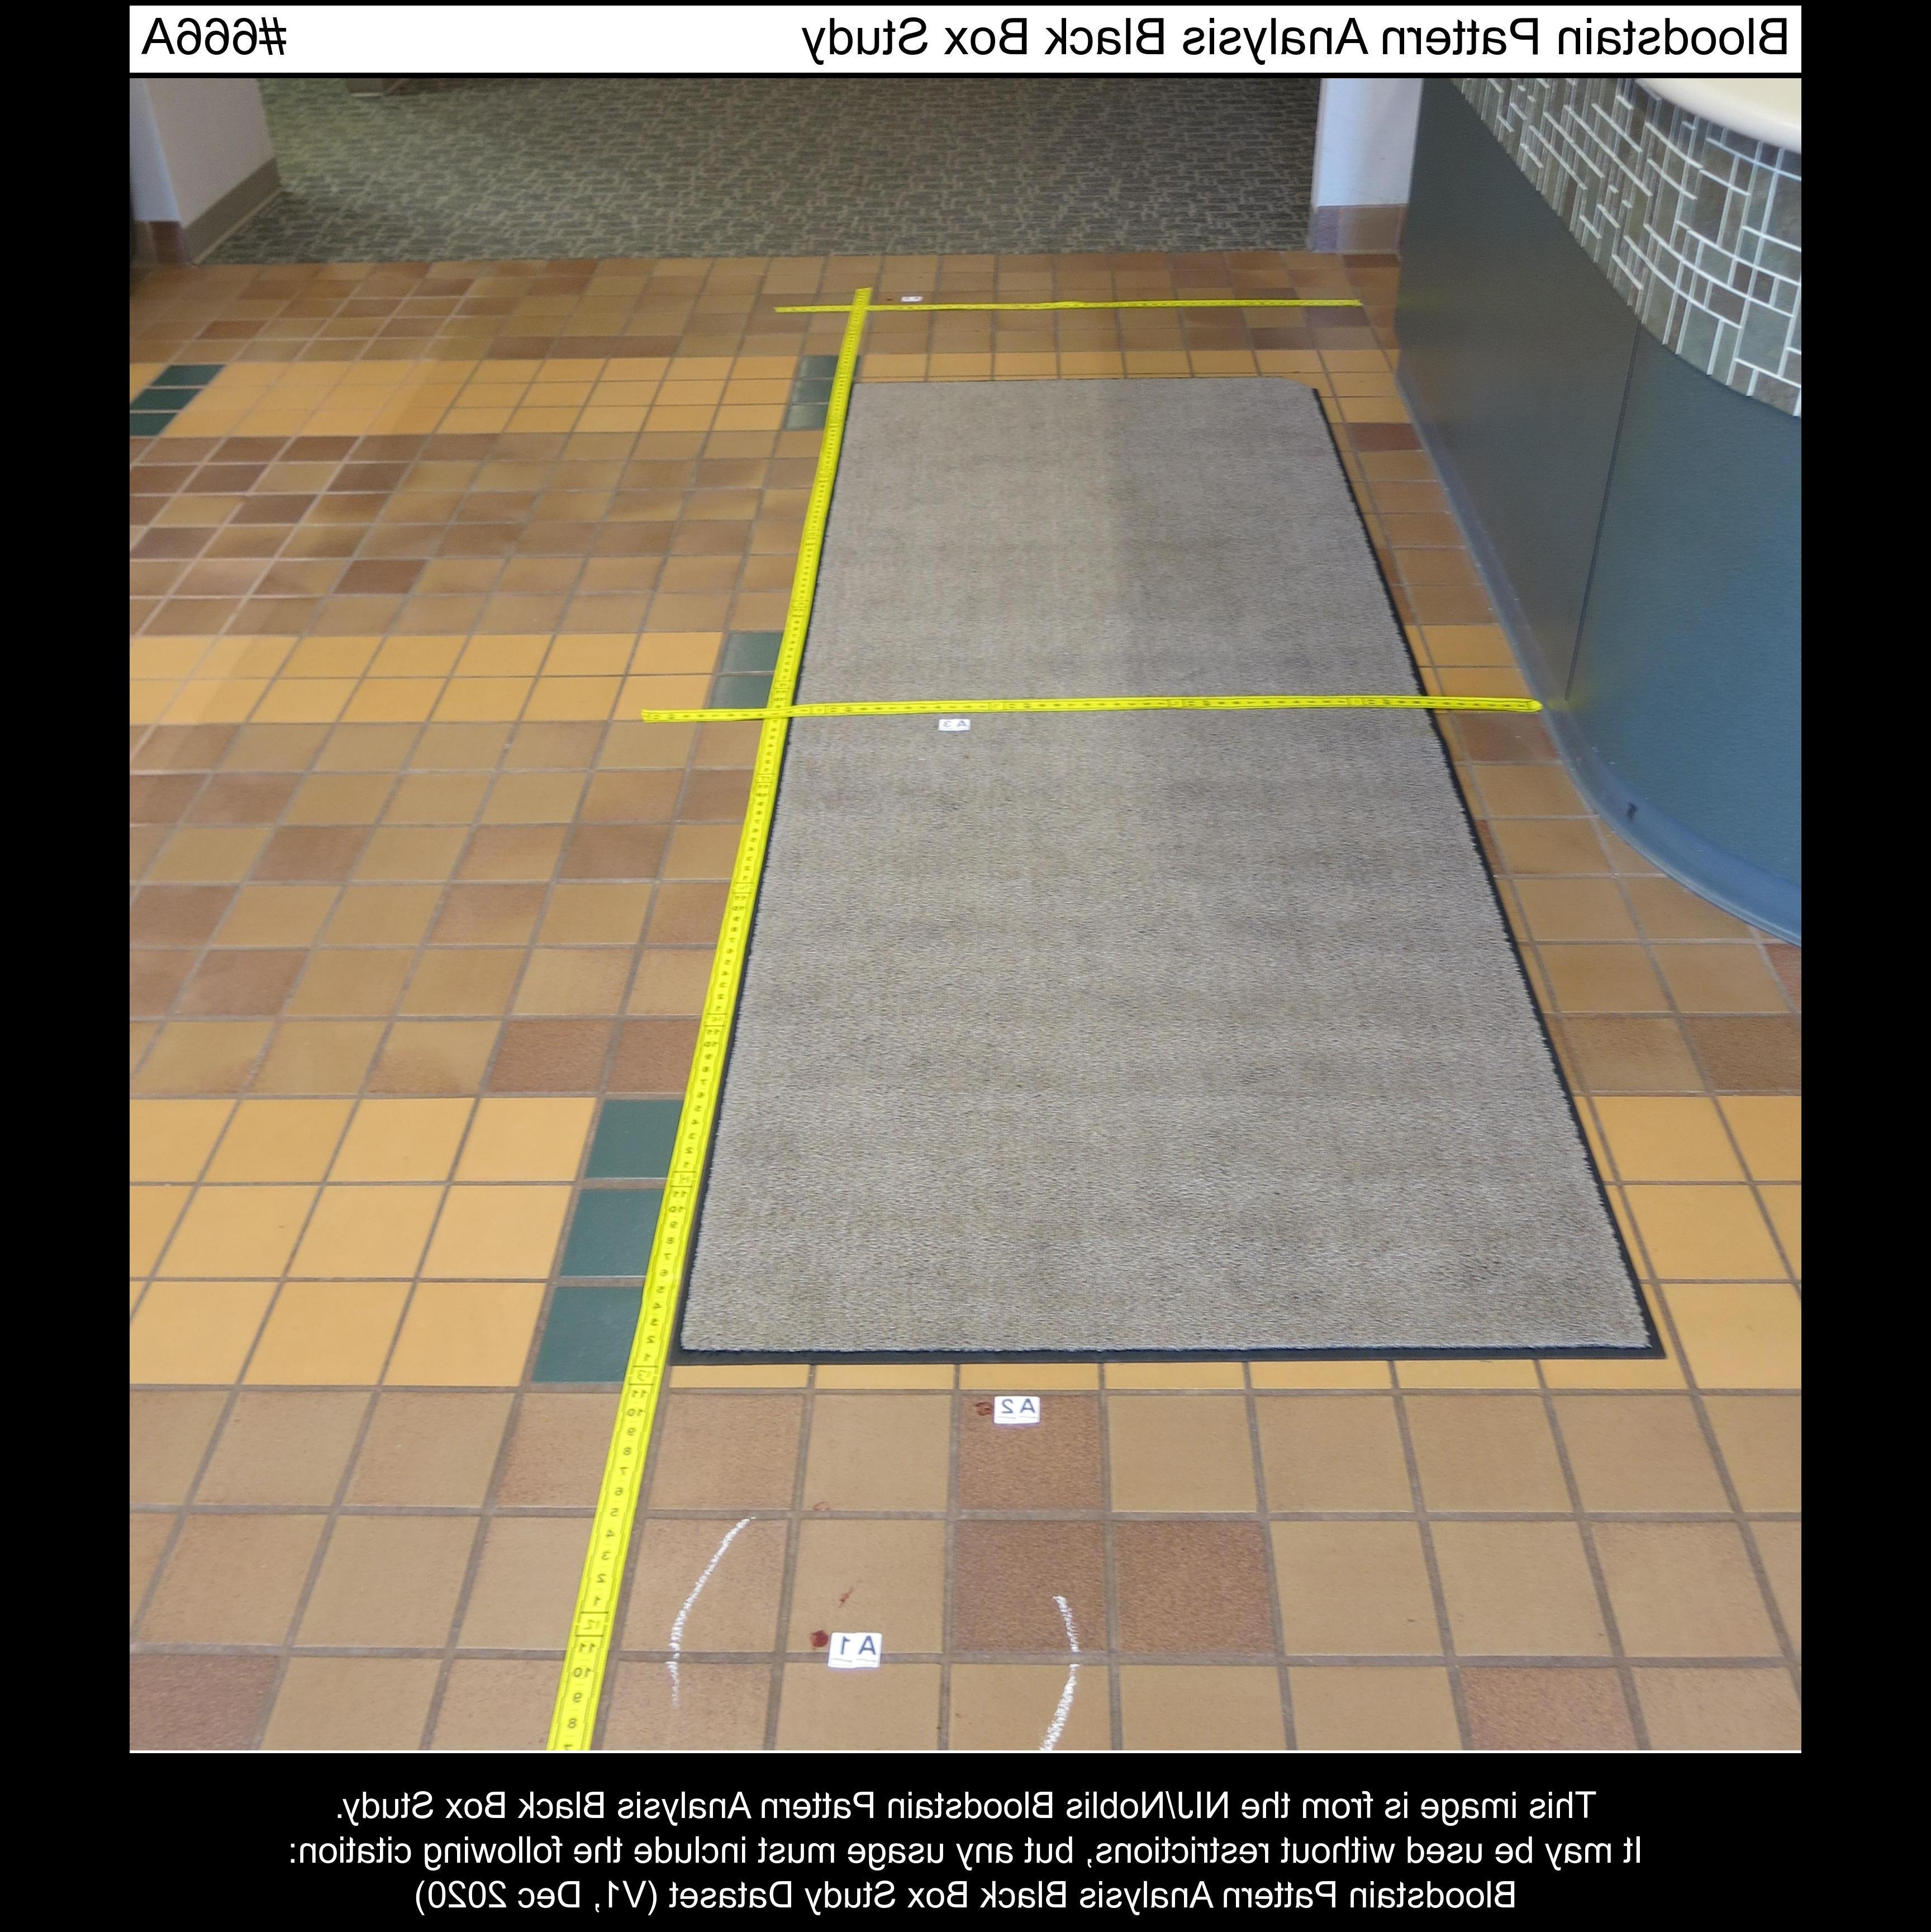 Bloodstain Pattern Analysis Black Box Study #666A
A3
A2
A1
This image is from the NIJ/Noblis Bloodstain Pattern Analysis Black Box Study.
It may be used without restrictions, but any usage must include the following citation:
Bloodstain Pattern Analysis Black Box Study Dataset (V1, Dec 2020)